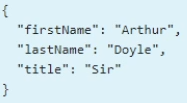 {
  "firstName": "Arthur",
  "lastName": "Doyle",
  "title": "Sir"
}